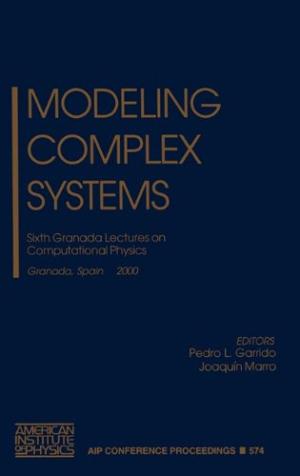 MODELING
COMPLEX
SYSTEMS
Sixth Granada Lectures on
Computational Physics
Granada, Spain 2000
EDITORS
Pedro L. Garrido
Joaquín Marro
AMERICAN
INSTITUTE
OF PHYSICS
AIP CONFERENCE PROCEEDINGS ■ 574